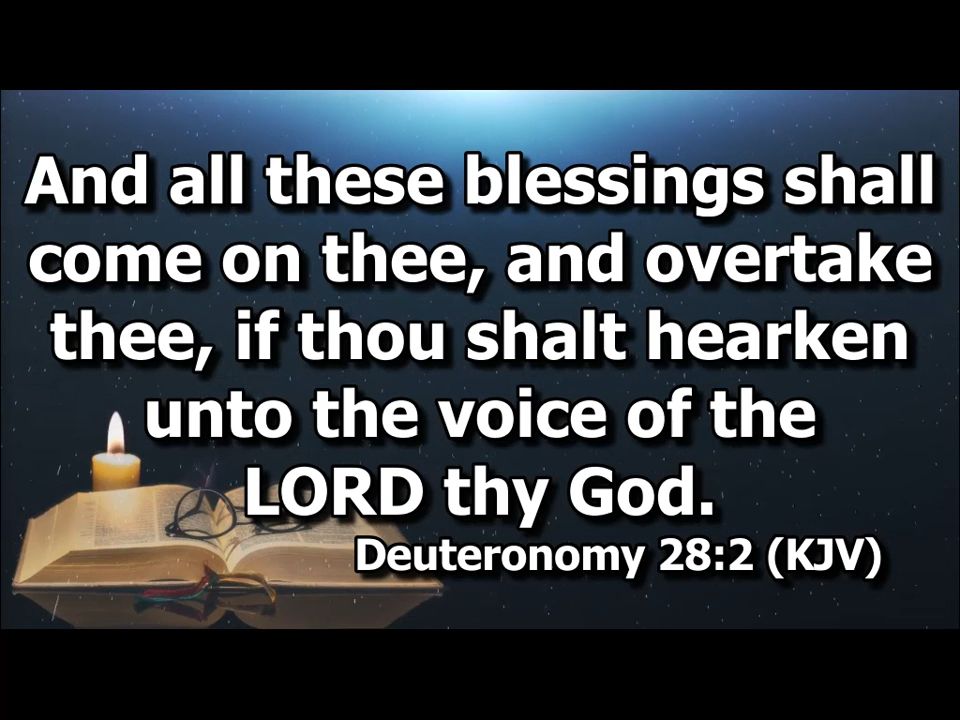 And all these blessings shall
come on thee, and overtake
thee, if thou shalt hearken
unto the voice of the
LORD thy God.
Deuteronomy 28:2 (KJV)